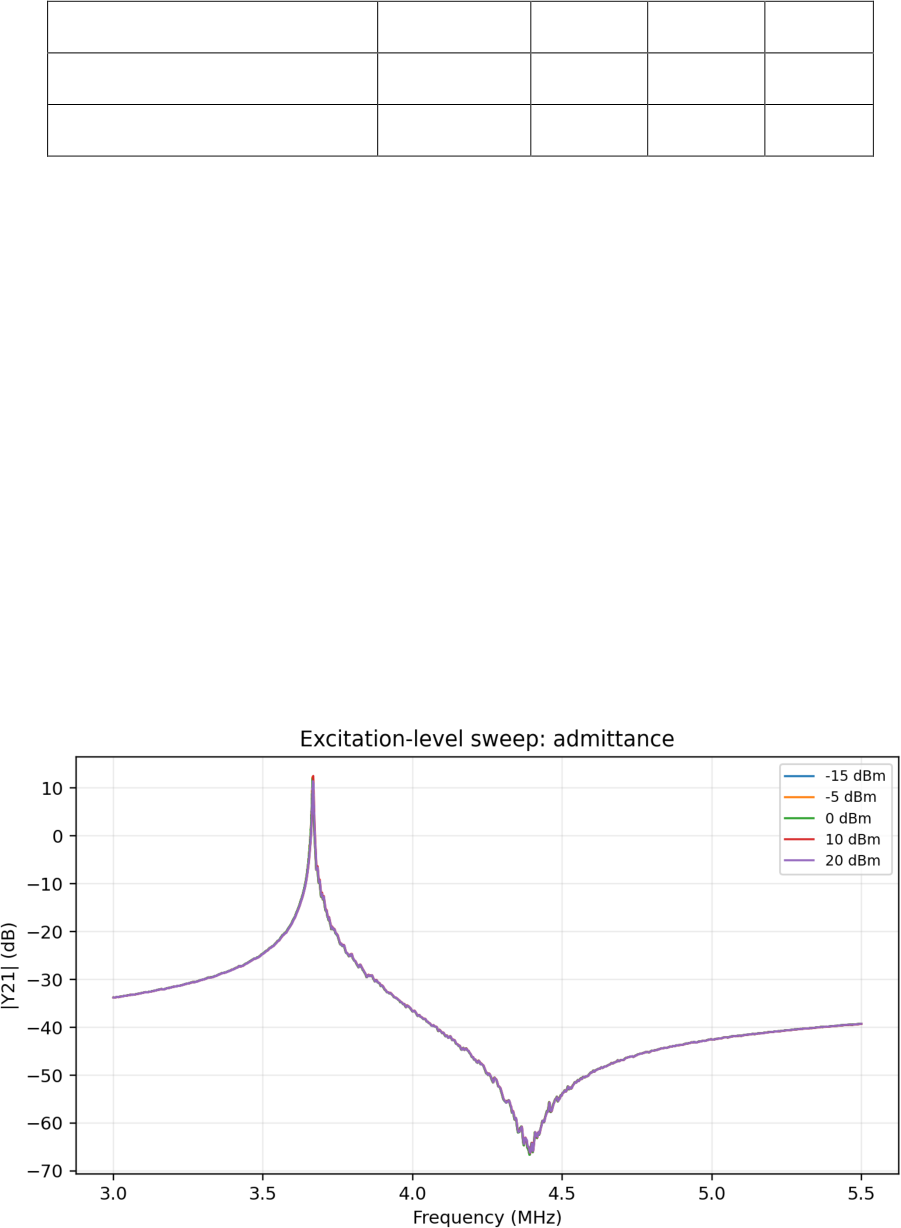 Excitation-level sweep: admittance
-15 dBm
-5 dBm
0 dBm
10 dBm
20 dBm
|Y21| (dB)
10
0
−10
−20
−30
−40
−50
−60
−70
3.0 3.5 4.0 4.5 5.0 5.5
Frequency (MHz)